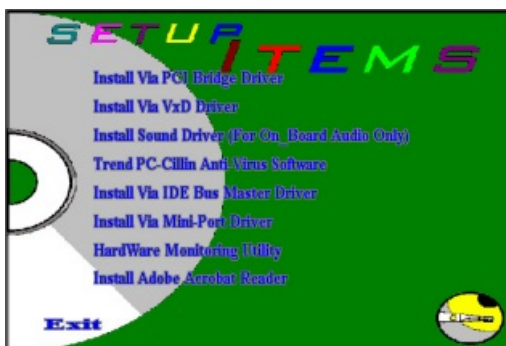 SETUP ITEMS
Install Via PCI Bridge Driver
Install Via VxD Driver
Install Sound Driver (For On_Board Audio Only)
Trend PC-Cillin Anti-Virus Software
Install Via IDE Bus Master Driver
Install Via Mini-Port Driver
HardWare Monitoring Utility
Install Adobe Acrobat Reader
Exit